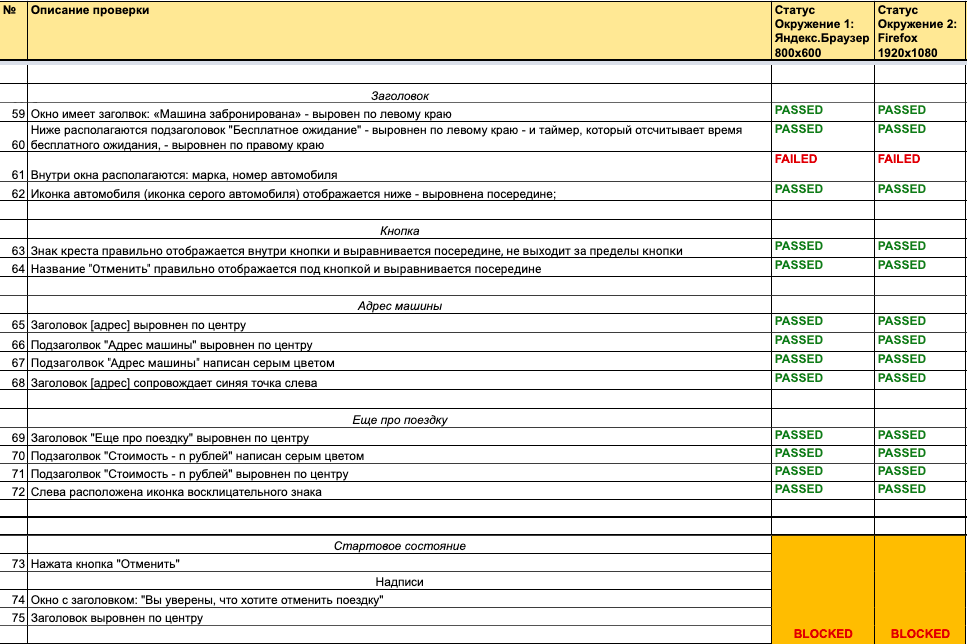 № Описание проверки Статус Окружение 1: Яндекс.Браузер 800x600 Статус Окружение 2: Firefox 1920x1080
Заголовок
59 Окно имеет заголвок: «Машина забронирована» - выровен по левому краю PASSED PASSED
60 Ниже располагаются подзаголовок "Бесплатное ожидание" - выровнен по левому краю - и таймер, который отсчитывает время бесплатного ожидания, - выровнен по правому краю PASSED PASSED
61 Внутри окна располагаются: марка, номер автомобиля FAILED FAILED
62 Иконка автомобиля (иконка серого автомобиля) отображается ниже - выровнена посередине; PASSED PASSED
Кнопка
63 Знак креста правильно отображается внутри кнопки и выравнивается посередине, не выходит за пределы кнопки PASSED PASSED
64 Название "Отменить" правильно отображается под кнопкой и выравнивается посередине PASSED PASSED
Адрес машины
65 Заголовок [адрес] выровнен по центру PASSED PASSED
66 Подзаголвок "Адрес машины" выровнен по центру PASSED PASSED
67 Подзаголвок "Адрес машины" написан серым цветом PASSED PASSED
68 Заголовок [адрес] сопровождает синяя точка слева PASSED PASSED
Еще про поездку
69 Заголовок "Еще про поездку" выровнен по центру PASSED PASSED
70 Подзаголвок "Стоимость - n рублей" написан серым цветом PASSED PASSED
71 Подзаголвок "Стоимость - n рублей" выровнен по центру PASSED PASSED
72 Слева расположена иконка восклицательного знака PASSED PASSED
Стартовое состояние
73 Нажата кнопка "Отменить"
Надписи
74 Окно с заголовком: "Вы уверены, что хотите отменить поездку"
75 Заголовок выровнен по центру
BLOCKED BLOCKED